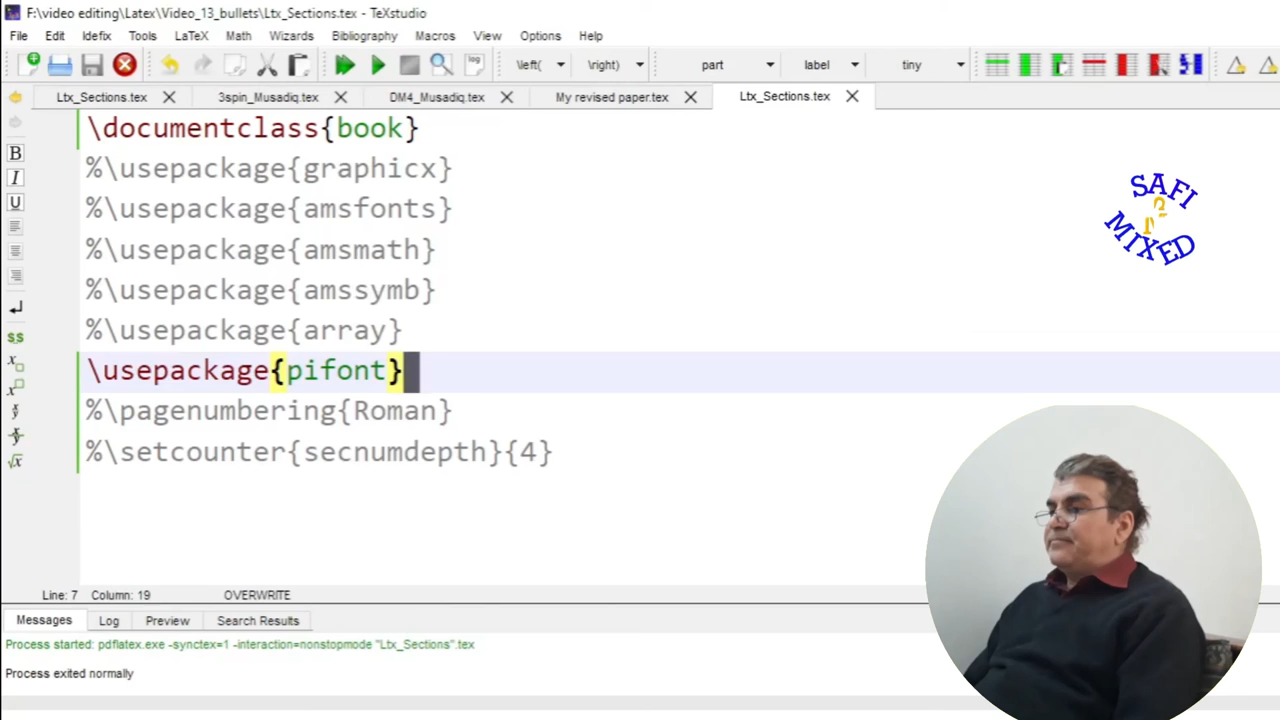 F:\video editing\Latex\Video_13_bullets\Ltx_Sections.tex - TeXstudio
File Edit Idefix Tools LaTeX Math Wizards Bibliography Macros View Options Help
log \left( \right) part label tiny
Ltx_Sections.tex 3spin_Musadiq.tex DM4_Musadiq.tex My revised paper.tex Ltx_Sections.tex
\documentclass{book}
%\usepackage{graphicx}
%\usepackage{amsfonts}
%\usepackage{amsmath}
%\usepackage{amssymb}
%\usepackage{array}
\usepackage{pifont}
%\pagenumbering{Roman}
%\setcounter{secnumdepth}{4}
B
I
U
$$
SAFI
MIXED
Line: 7 Column: 19 OVERWRITE
Messages Log Preview Search Results
Process started: pdflatex.exe -synctex=1 -interaction=nonstopmode "Ltx_Sections".tex
Process exited normally